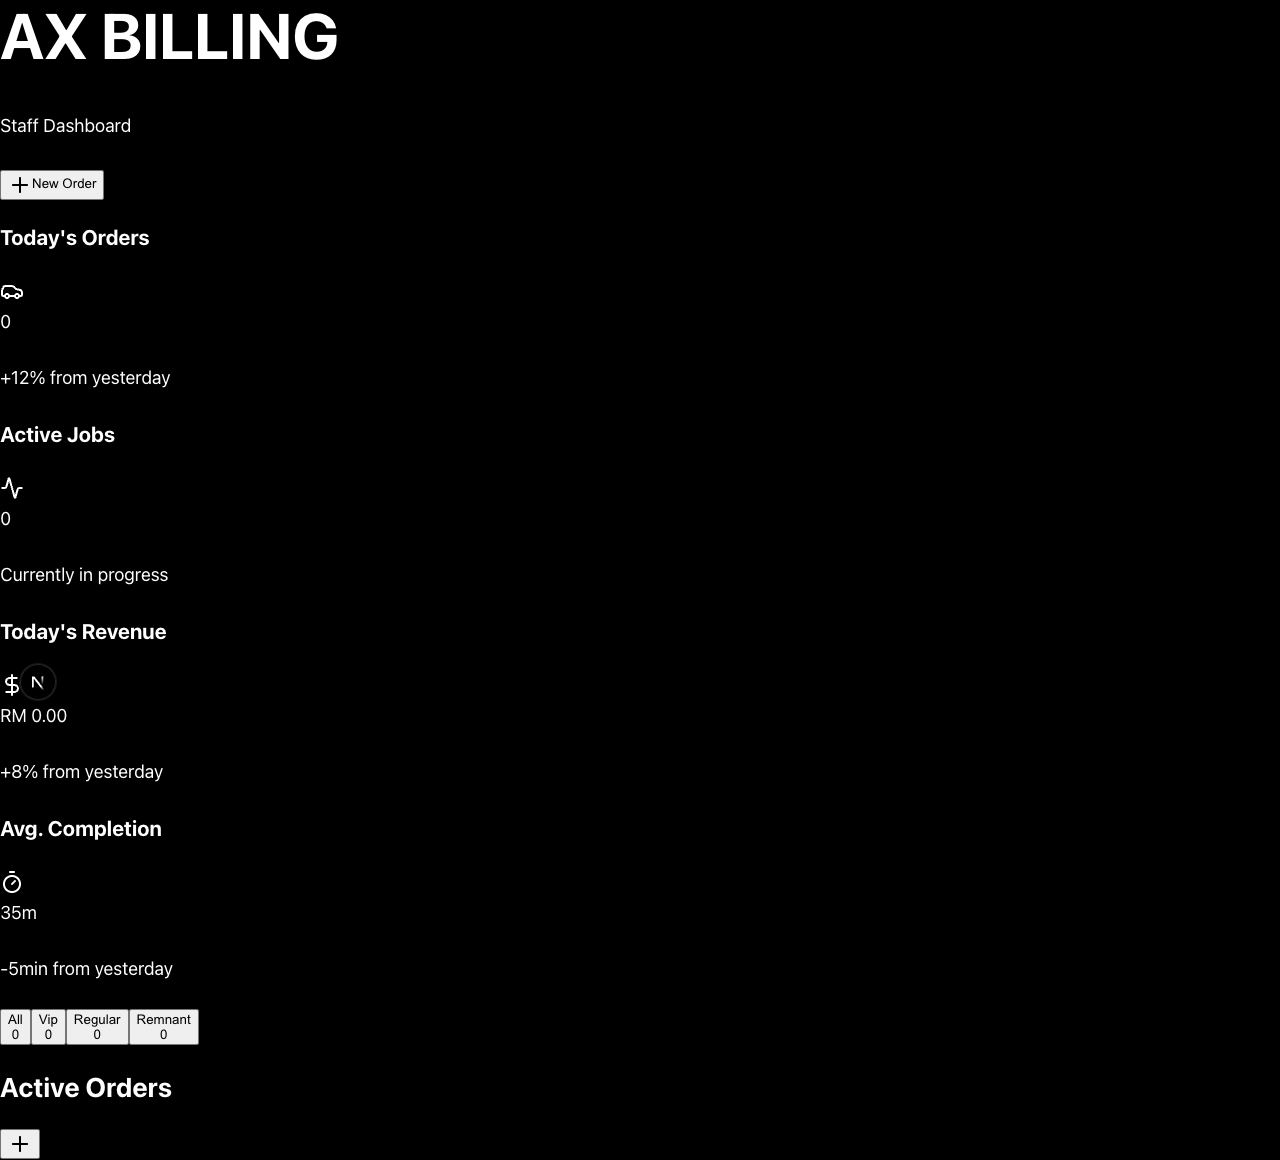 AX BILLING
Staff Dashboard
New Order
Today's Orders
0
+12% from yesterday
Active Jobs
0
Currently in progress
Today's Revenue
$ N
RM 0.00
+8% from yesterday
Avg. Completion
35m
-5min from yesterday
All Vip Regular Remnant
0 0 0 0
Active Orders